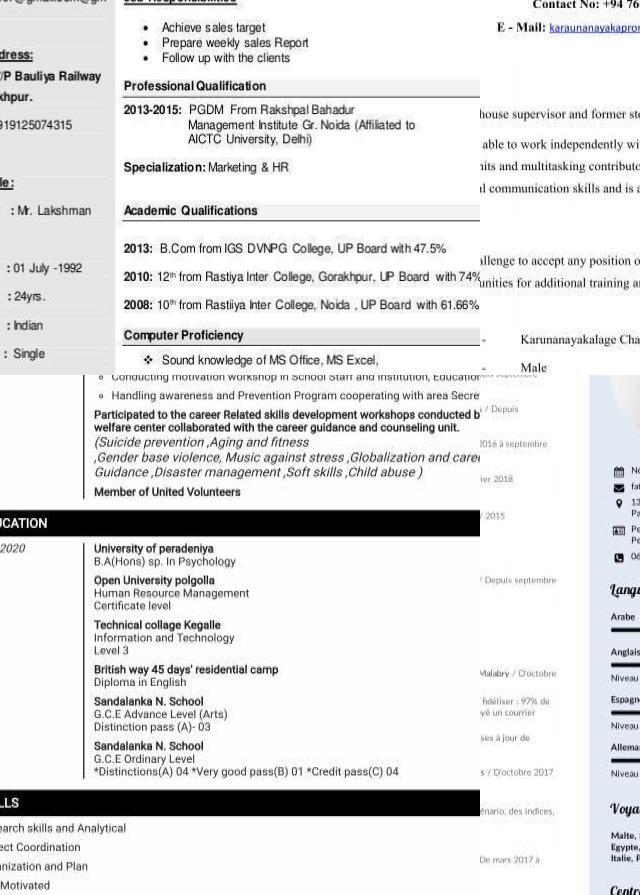 dress:
/P Bauliya Railway
khpur.
919125074315
le:
: Mr. Lakshman
: 01 July -1992
: 24yrs.
: Indian
: Single
• Achieve sales target
• Prepare weekly sales Report
• Follow up with the clients
Professional Qualification
2013-2015: PGDM From Rakshpal Bahadur
Management Institute Gr. Noida (Affiliated to
AICTC University, Delhi)
Specialization: Marketing & HR
Academic Qualifications
2013: B.Com from IGS DVNPG College, UP Board with 47.5%
2010: 12th from Rastiya Inter College, Gorakhpur, UP Board with 74%
2008: 10th from Rastiiya Inter College, Noida , UP Board with 61.66%
Computer Proficiency
❖ Sound knowledge of MS Office, MS Excel,
Contact No: +94 76
E - Mail: karaunanayakapron
house supervisor and former st
able to work independently wi
nits and multitasking contributo
l communication skills and is a
allenge to accept any position o
unities for additional training a
- Karunanayakalage Cha
- Male
Conducting motivation workshop in School Staff and Institution, Education
Handling awareness and Prevention Program cooperating with area Secre
Participated to the career Related skills development workshops conducted b
welfare center collaborated with the career guidance and counseling unit.
(Suicide prevention ,Aging and fitness
,Gender base violence, Music against stress ,Globalization and caree
Guidance ,Disaster management ,Soft skills ,Child abuse )
Member of United Volunteers
UCATION
2020
University of peradeniya
B.A(Hons) sp. In Psychology
Open University polgolla
Human Resource Management
Certificate level
Technical collage Kegalle
Information and Technology
Level 3
British way 45 days' residential camp
Diploma in English
Sandalanka N. School
G.C.E Advance Level (Arts)
Distinction pass (A)- 03
Sandalanka N. School
G.C.E Ordinary Level
*Distinctions(A) 04 *Very good pass(B) 01 *Credit pass(C) 04
LLS
earch skills and Analytical
ect Coordination
anization and Plan
Motivated
/ Depuis
2016 à septembre
ier 2018
/ 2015
/ Depuis septembre
Malabry / D'octobre
fidéliser : 97% de
yé un courrier
ses à jour de
s / D'octobre 2017
énario, des indices,
De mars 2017 à
No
fat
13
Pa
Pe
Pe
06
Langu
Arabe
Anglais
Niveau
Espagn
Niveau
Allema
Niveau
Voya
Malte,
Egypte,
Italie, P
Centr